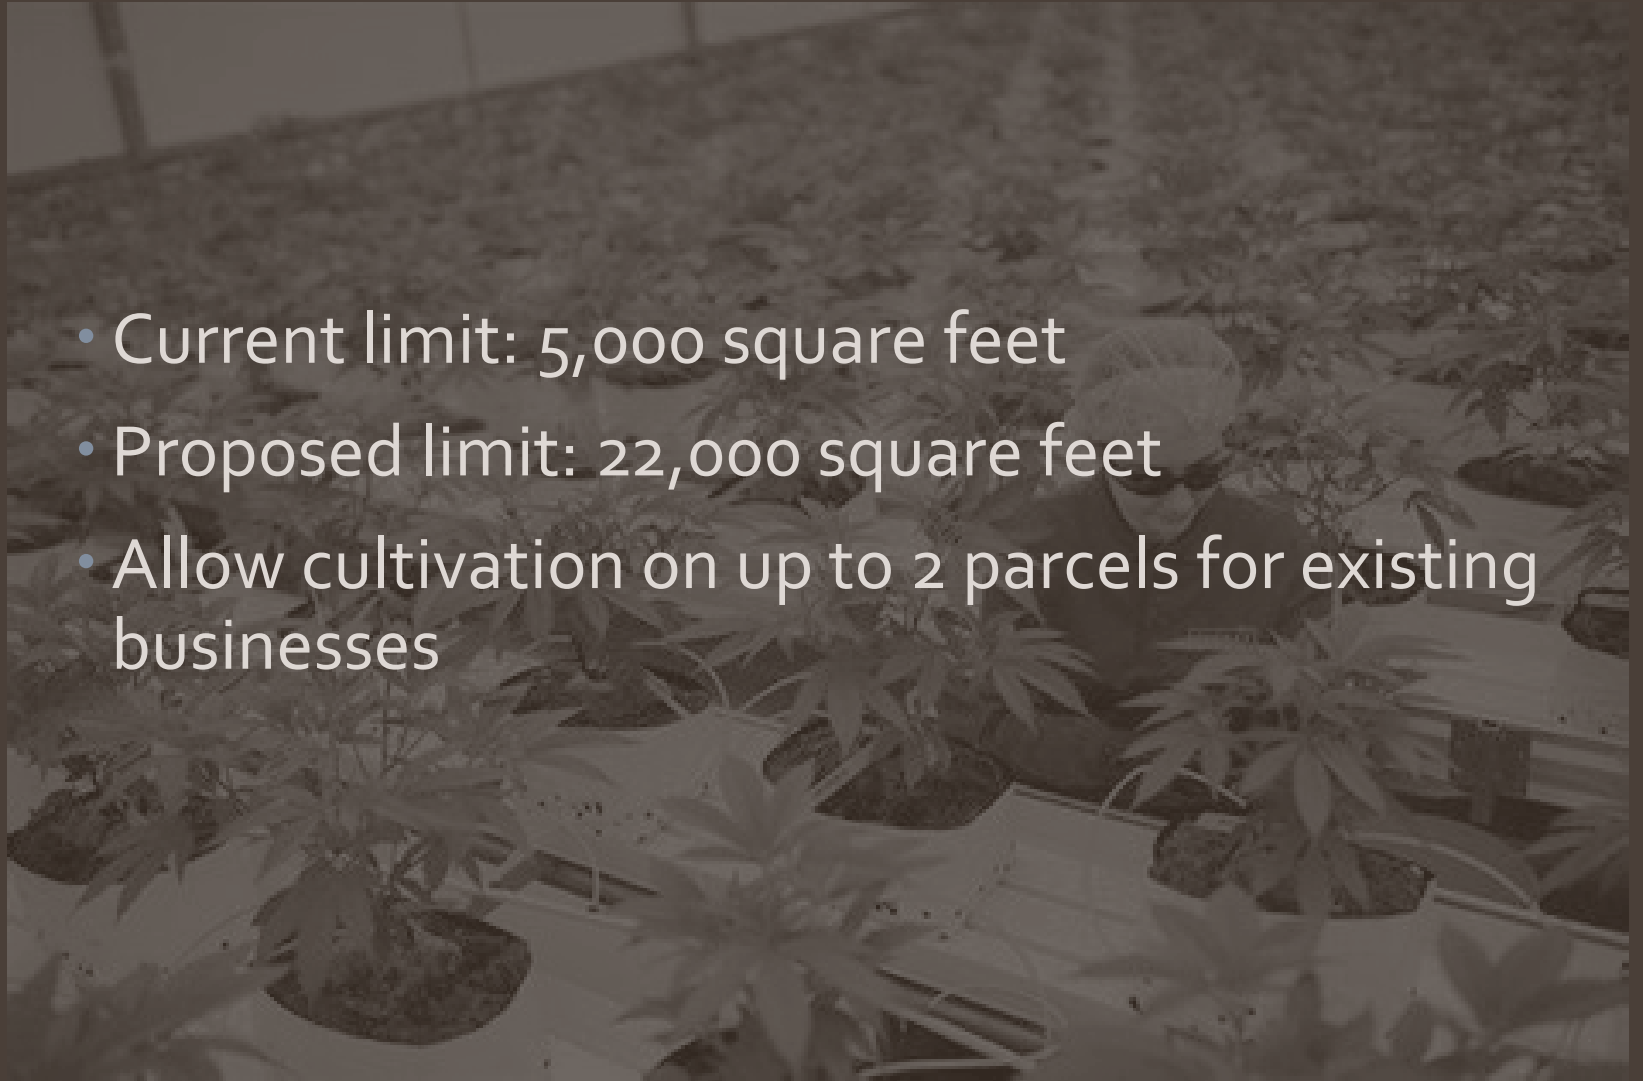 • Current limit: 5,000 square feet
• Proposed limit: 22,000 square feet
• Allow cultivation on up to 2 parcels for existing
businesses